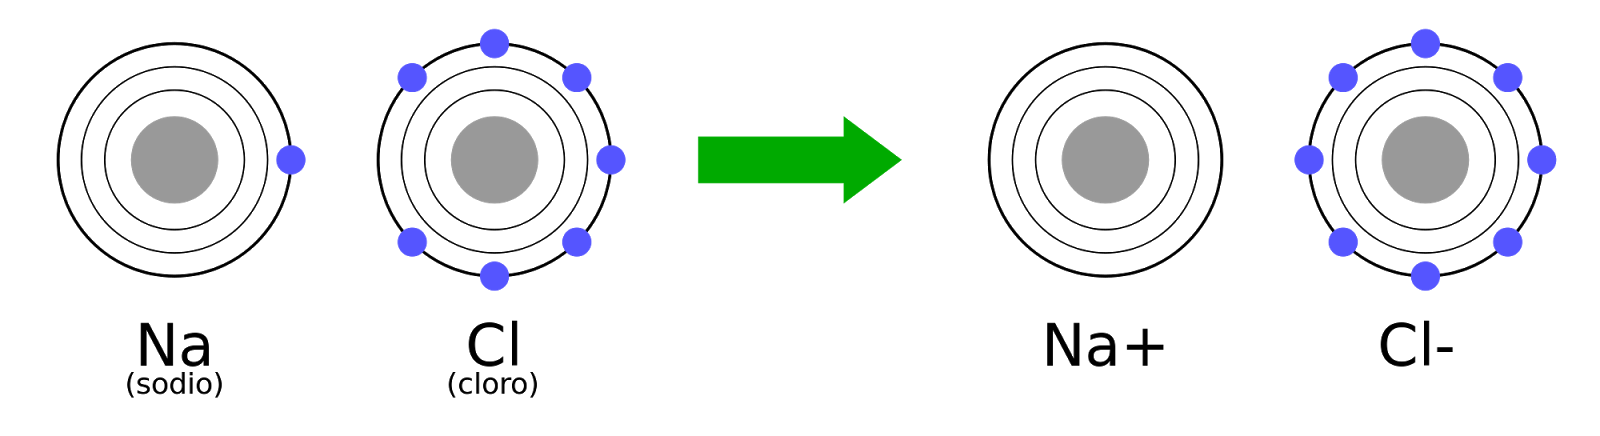 Na
(sodio)
Cl
(cloro)
Na+
Cl-